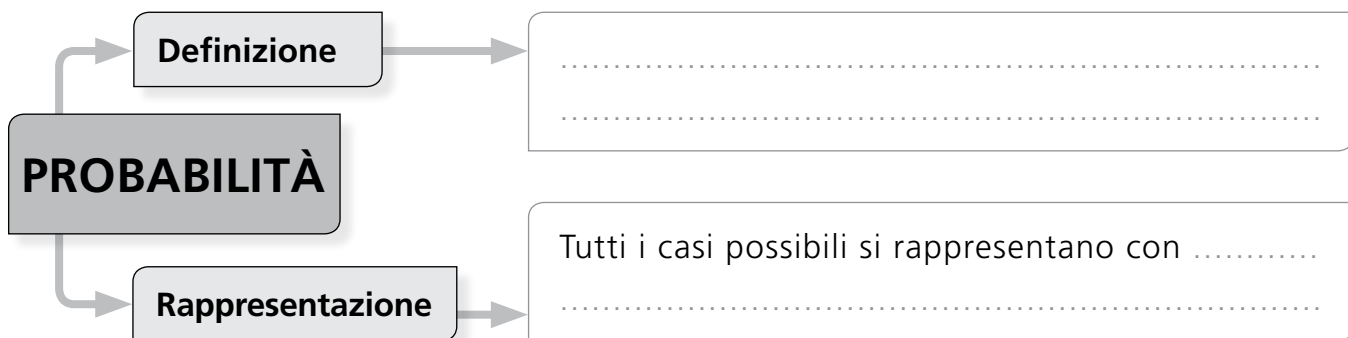 Definizione
........................................................................
........................................................................
PROBABILITÀ
Tutti i casi possibili si rappresentano con ............
........................................................................
Rappresentazione